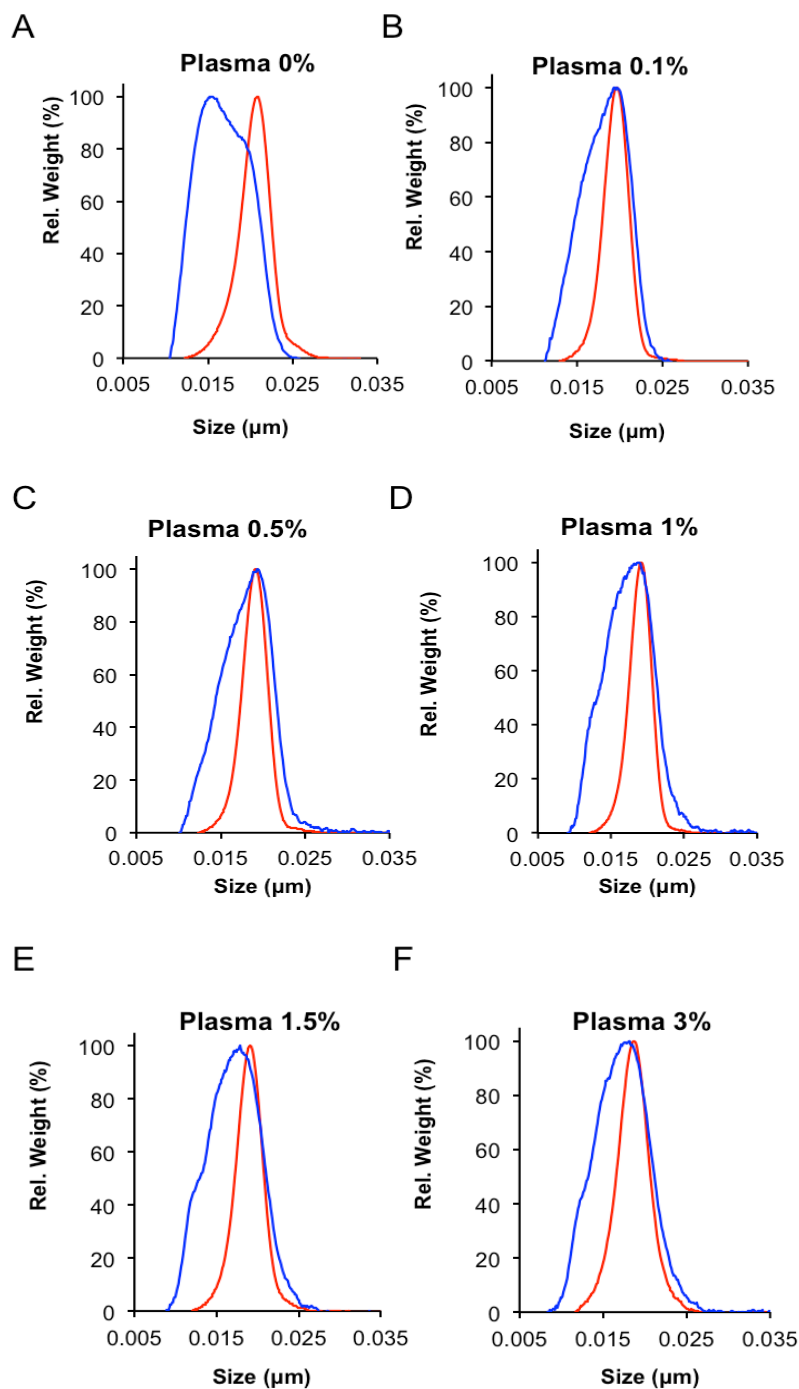 A
Plasma 0%
Rel. Weight (%)
100
80
60
40
20
0
0.005 0.015 0.025 0.035
Size (µm)
B
Plasma 0.1%
Rel. Weight (%)
100
80
60
40
20
0
0.005 0.015 0.025 0.035
Size (µm)
C
Plasma 0.5%
Rel. Weight (%)
100
80
60
40
20
0
0.005 0.015 0.025 0.035
Size (µm)
D
Plasma 1%
Rel. Weight (%)
100
80
60
40
20
0
0.005 0.015 0.025 0.035
Size (µm)
E
Plasma 1.5%
Rel. Weight (%)
100
80
60
40
20
0
0.005 0.015 0.025 0.035
Size (µm)
F
Plasma 3%
Rel. Weight (%)
100
80
60
40
20
0
0.005 0.015 0.025 0.035
Size (µm)